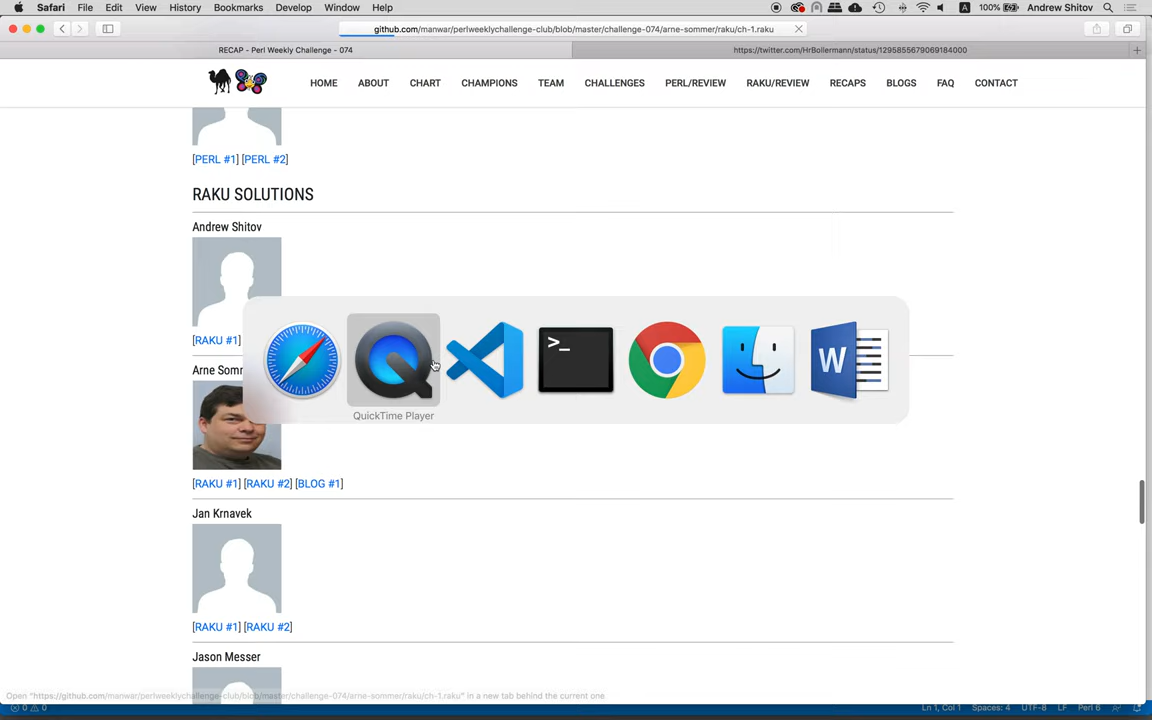 Safari File Edit View History Bookmarks Develop Window Help 100% Andrew Shitov
github.com/manwar/perlweeklychallenge-club/blob/master/challenge-074/arne-sommer/raku/ch-1.raku
RECAP - Perl Weekly Challenge - 074
https://twitter.com/HrBollermann/status/1295855679069184000
HOME ABOUT CHART CHAMPIONS TEAM CHALLENGES PERL/REVIEW RAKU/REVIEW RECAPS BLOGS FAQ CONTACT
[PERL #1] [PERL #2]
RAKU SOLUTIONS
Andrew Shitov
[RAKU #1]
Arne Somm
QuickTime Player
[RAKU #1] [RAKU #2] [BLOG #1]
Jan Krnavek
[RAKU #1] [RAKU #2]
Jason Messer
Open "https://github.com/manwar/perlweeklychallenge-club/blob/master/challenge-074/arne-sommer/raku/ch-1.raku" in a new tab behind the current one
0 0 Ln 1, Col 1 Spaces: 4 UTF-8 LF Perl 6